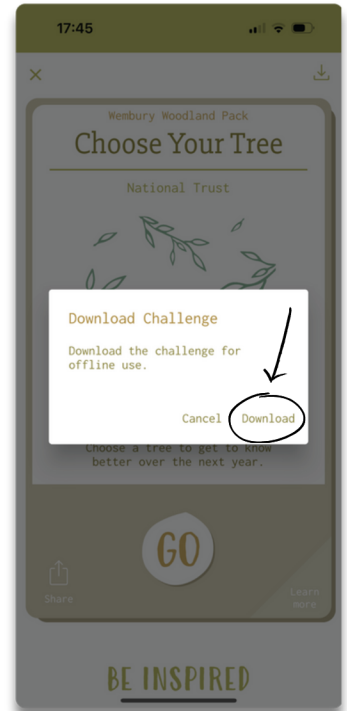 17:45
Wembury Woodland Pack
Choose Your Tree
National Trust
Download Challenge
Download the challenge for
offline use.
Cancel Download
Choose a tree to get to know
better over the next year.
GO
Share
Learn
more
BE INSPIRED